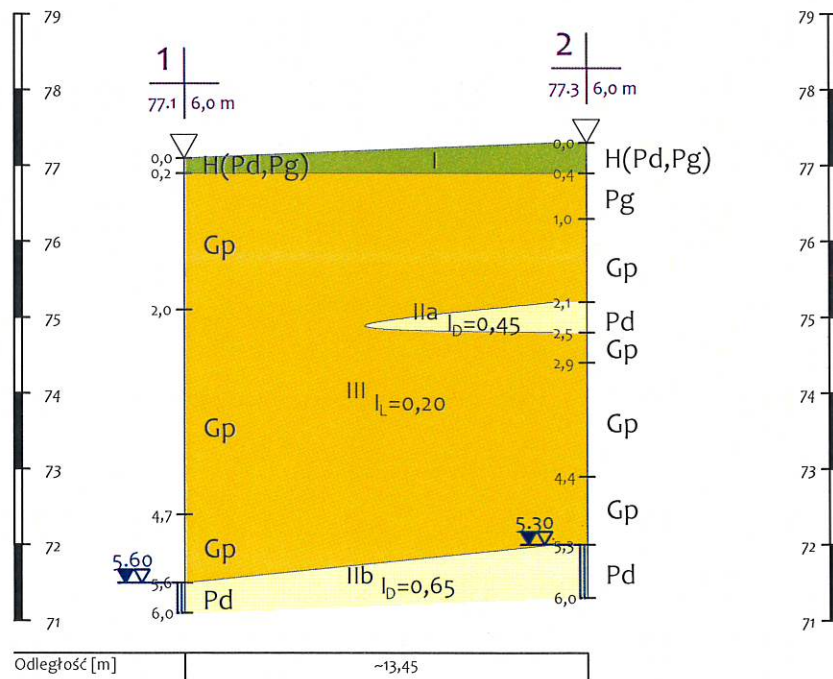 79
78
77
76
75
74
73
72
71
1
77.1 6,0 m
0,0
0,2
2,0
4,7
5,6
6,0
5.60
H(Pd,Pg)
Gp
Gp
Gp
Pd
I
IIa I_D=0,45
III I_L=0,20
IIb I_D=0,65
2
77.3 6,0 m
0,0
0,4
1,0
2,1
2,5
2,9
4,4
5,3
6,0
5.30
H(Pd,Pg)
Pg
Gp
Pd
Gp
Gp
Gp
Pd
79
78
77
76
75
74
73
72
71
Odległość [m] ~13,45